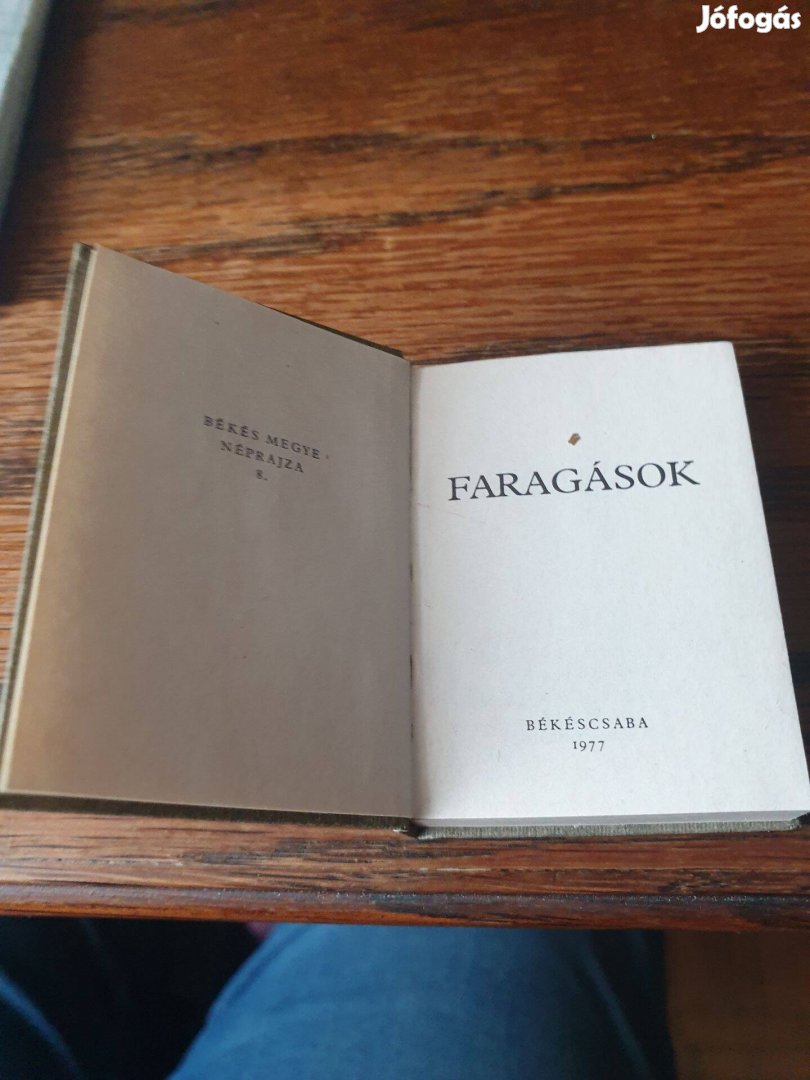 Jófogás
BÉKÉS MEGYE
NÉPRAJZA
8.
FARAGÁSOK
BÉKÉSCSABA
1977